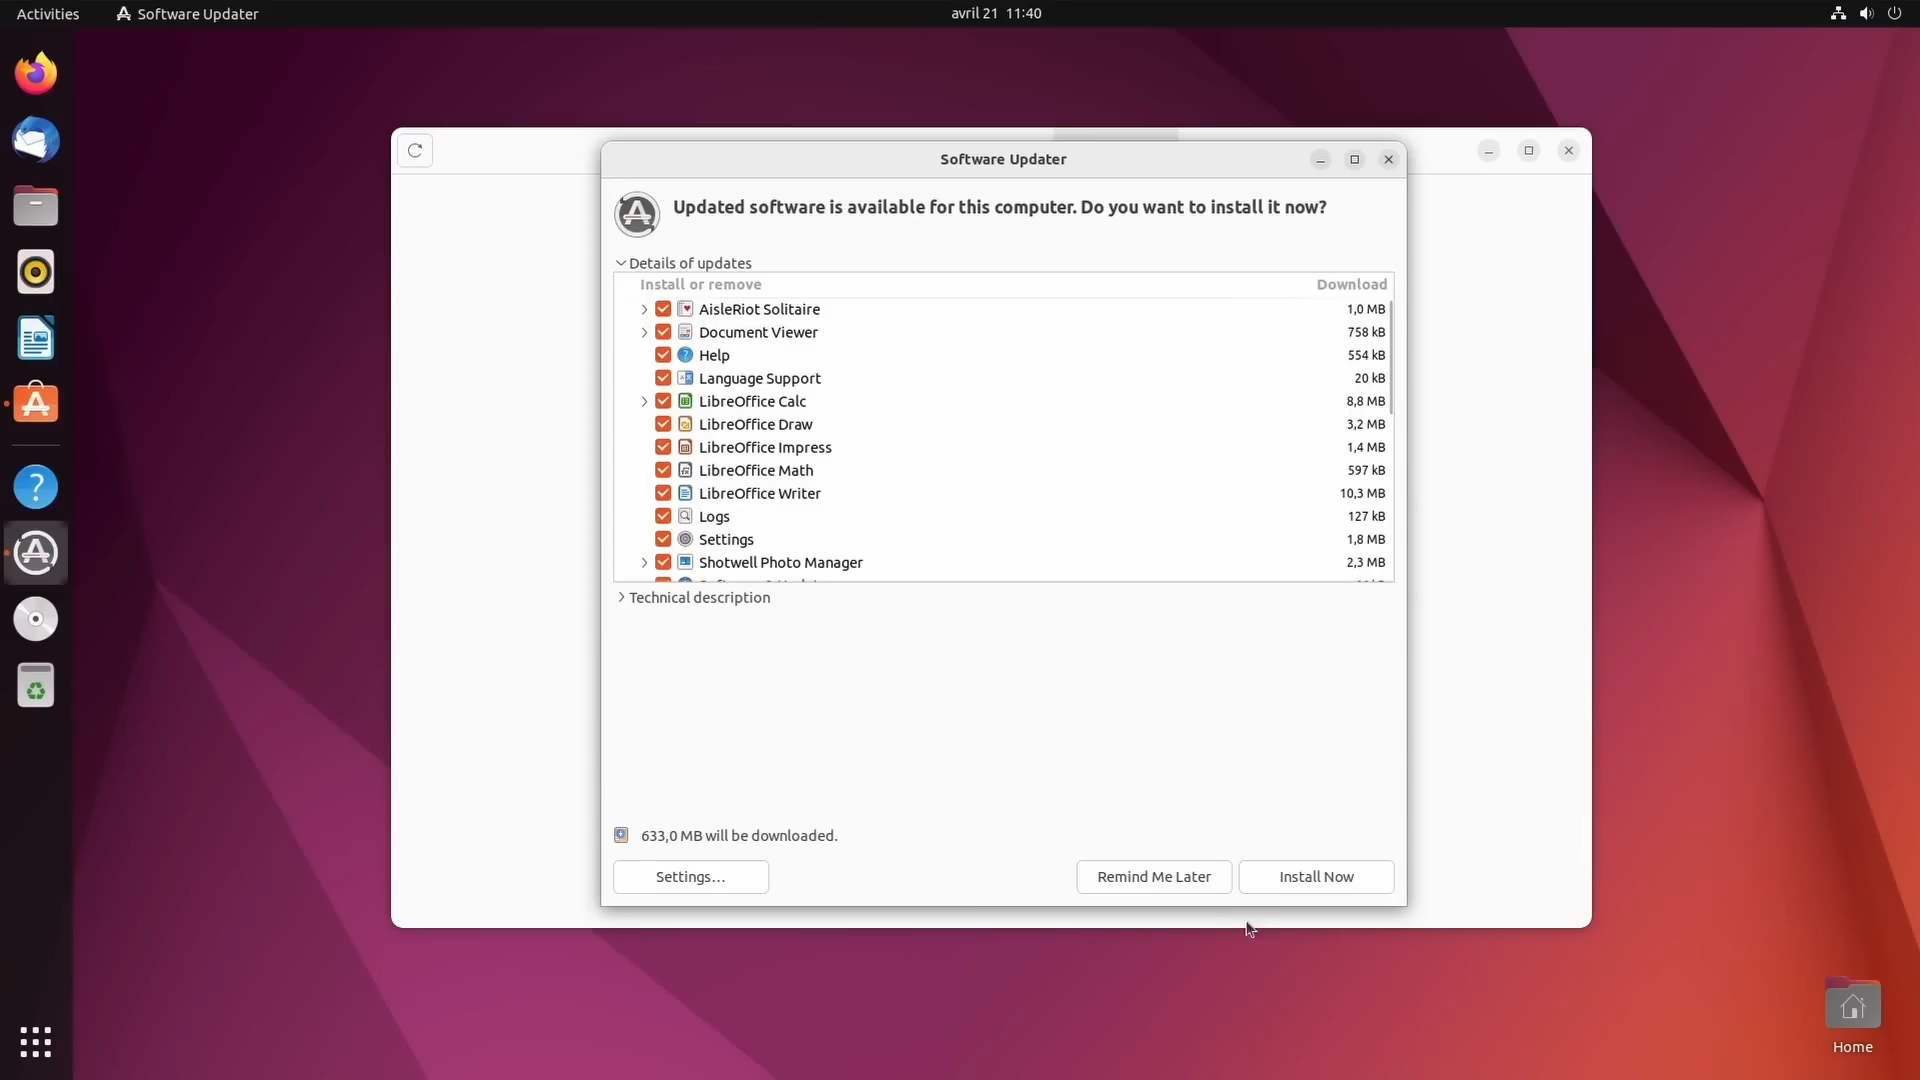 Activities Software Updater avril 21 11:40
Software Updater
Updated software is available for this computer. Do you want to install it now?
Details of updates
Install or remove Download
AisleRiot Solitaire 1,0 MB
Document Viewer 758 kB
Help 554 kB
Language Support 20 kB
LibreOffice Calc 8,8 MB
LibreOffice Draw 3,2 MB
LibreOffice Impress 1,4 MB
LibreOffice Math 597 kB
LibreOffice Writer 10,3 MB
Logs 127 kB
Settings 1,8 MB
Shotwell Photo Manager 2,3 MB
Technical description
633,0 MB will be downloaded.
Settings... Remind Me Later Install Now
Home